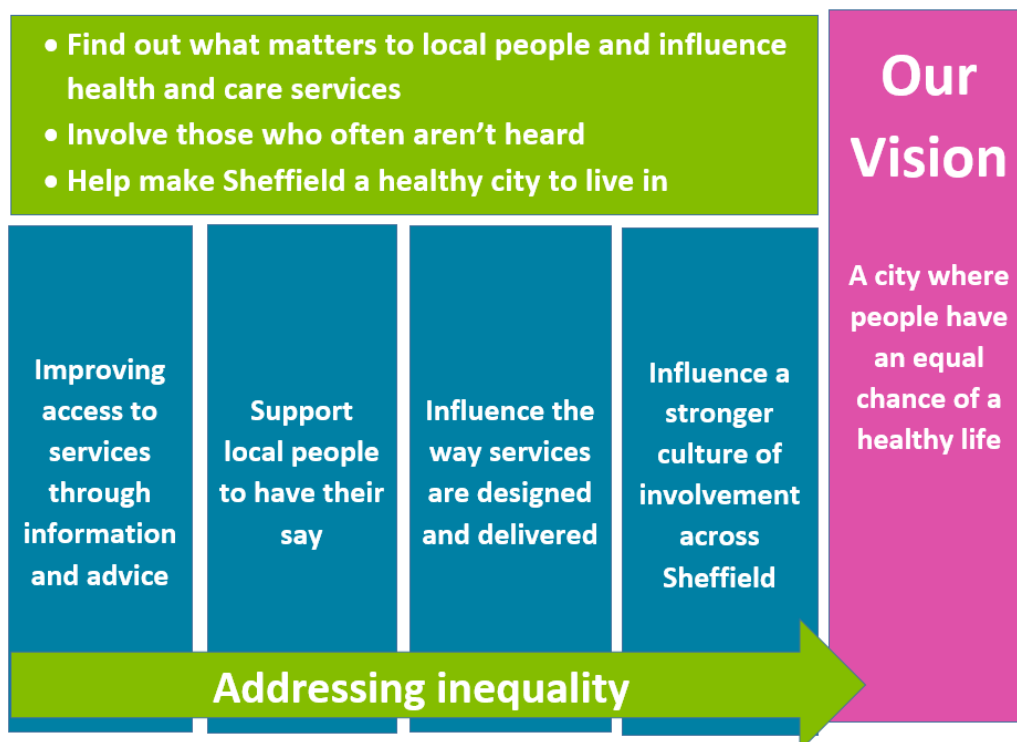 • Find out what matters to local people and influence
health and care services
• Involve those who often aren’t heard
• Help make Sheffield a healthy city to live in
Improving
access to
services
through
information
and advice
Support
local people
to have their
say
Influence the
way services
are designed
and delivered
Influence a
stronger
culture of
involvement
across
Sheffield
Addressing inequality
Our
Vision
A city where
people have
an equal
chance of a
healthy life